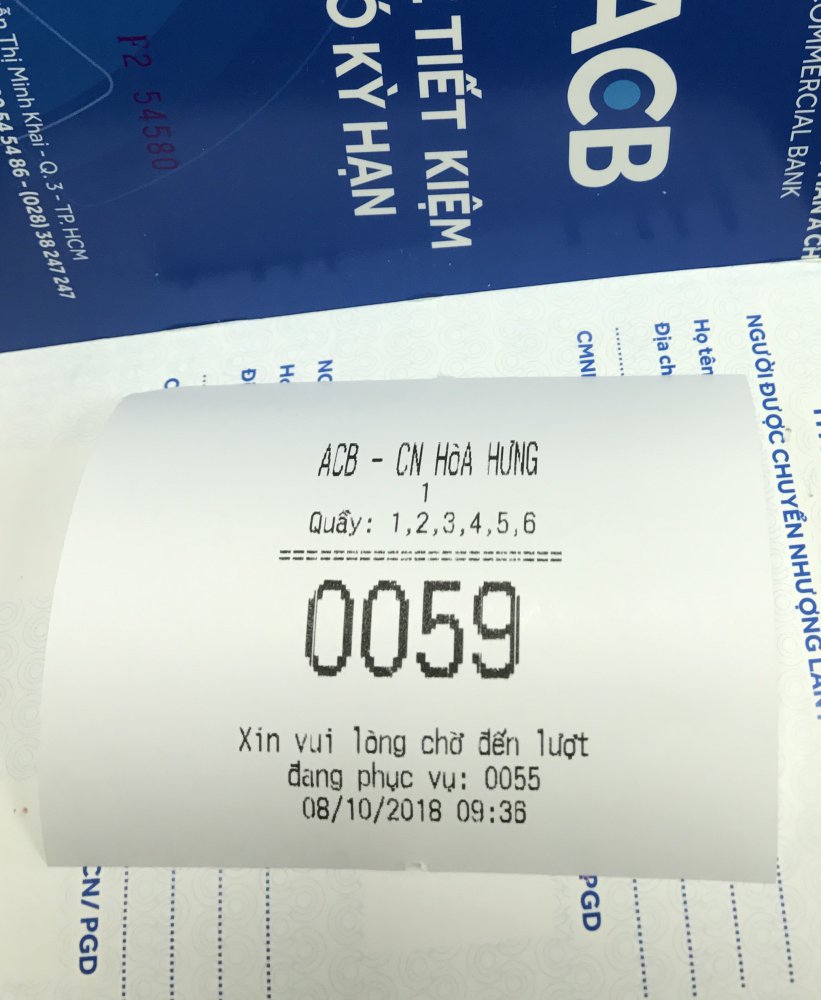 ACB
COMMERCIAL BANK
TIẾT KIỆM
KỲ HẠN
F2 54580
Thị Minh Khai - Q.3 - TP.HCM
54 54 86 - (028) 38 247 247
NGƯỜI ĐƯỢC CHUYỂN NHƯỢNG
Họ tên
Địa ch
CMN
ACB - CN HÒA HƯNG
1
Quầy: 1,2,3,4,5,6
======================
0059
Xin vui lòng chờ đến lượt
đang phục vụ: 0055
08/10/2018 09:36
CN/ PGD
PGD